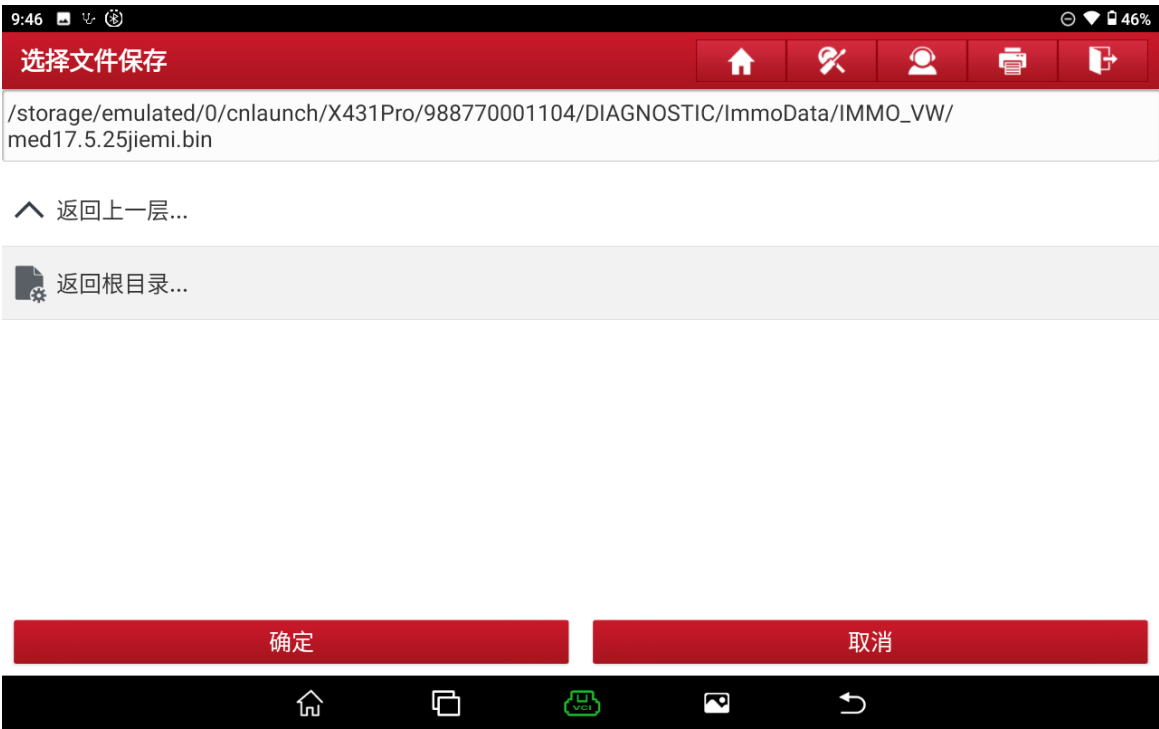 9:46
46%
选择文件保存
/storage/emulated/0/cnlaunch/X431Pro/988770001104/DIAGNOSTIC/ImmoData/IMMO_VW/
med17.5.25jiemi.bin
返回上一层...
返回根目录...
确定
取消
VCI